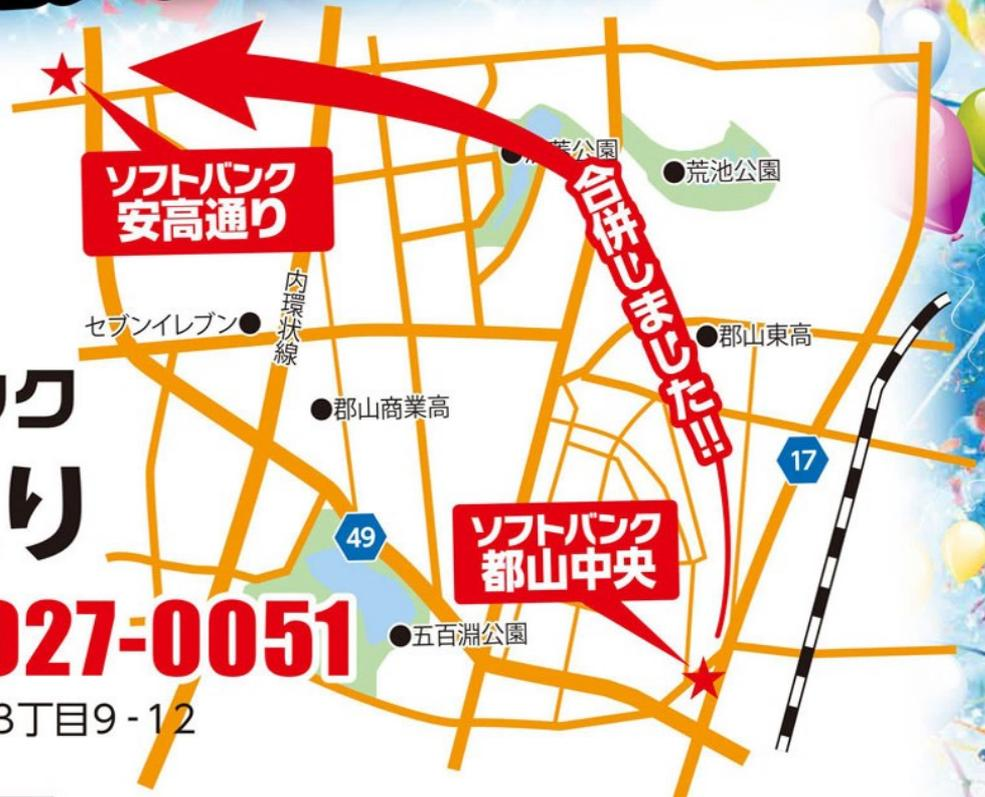 荒池公園
合併しました!!
ソフトバンク
安高通り
内環状線
セブンイレブン
郡山東高
郡山商業高
17
49
ソフトバンク
都山中央
五百淵公園
ク
り
027-0051
3丁目9-12